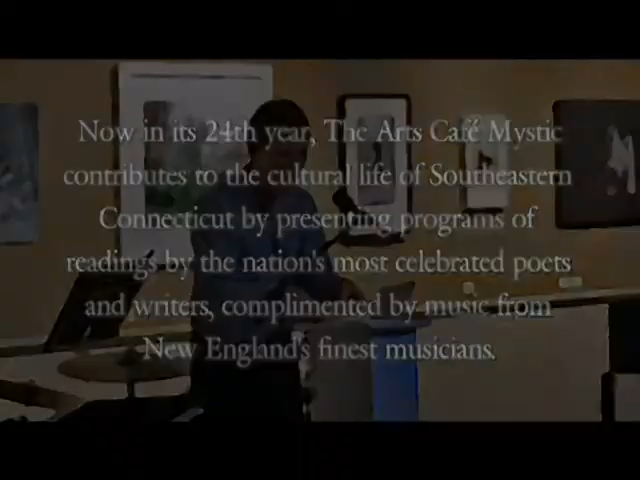 Now in its 24th year, The Arts Café Mystic
contributes to the cultural life of Southeastern
Connecticut by presenting programs of
readings by the nation's most celebrated poets
and writers, complimented by music from
New England's finest musicians.